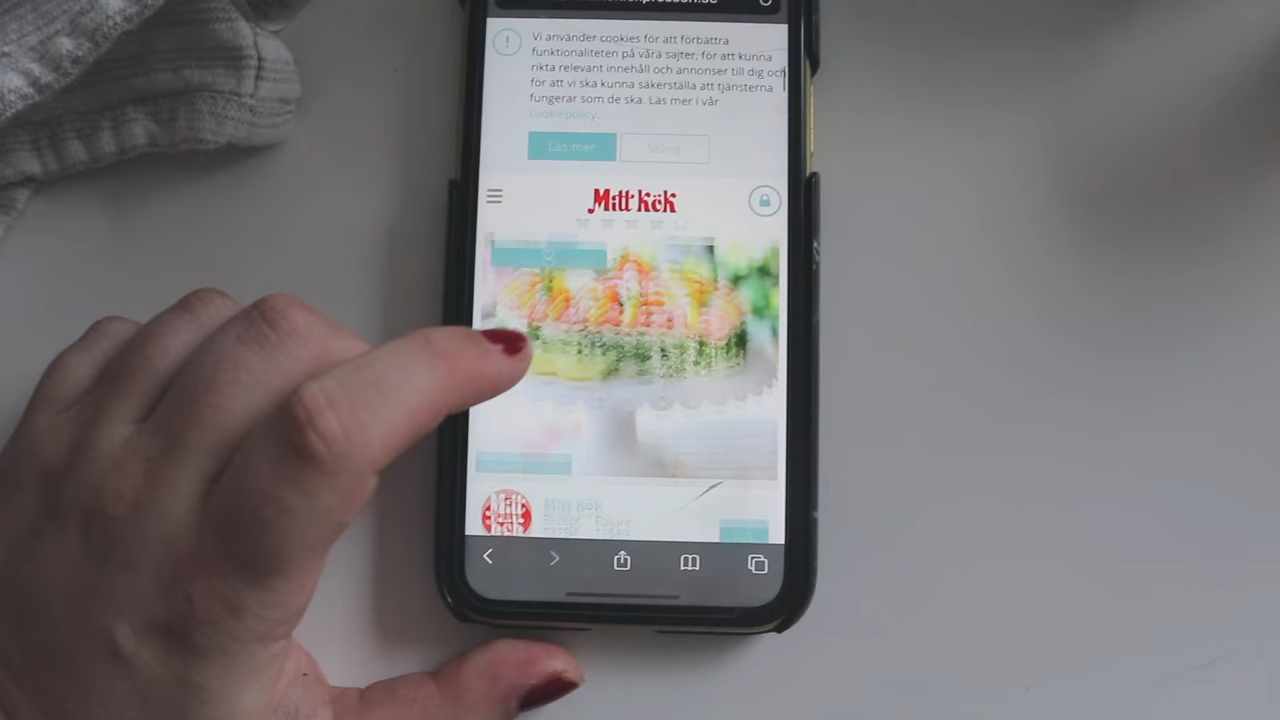 Vi använder cookies för att förbättra
funktionaliteten på våra sajter, för att kunna
rikta relevant innehåll och annonser till dig och
för att vi ska kunna säkerställa att tjänsterna
fungerar som de ska. Läs mer i vår
cookiepolicy.
Läs mer
Stäng
Mitt kök
Mitt Kök
Mitt
kök